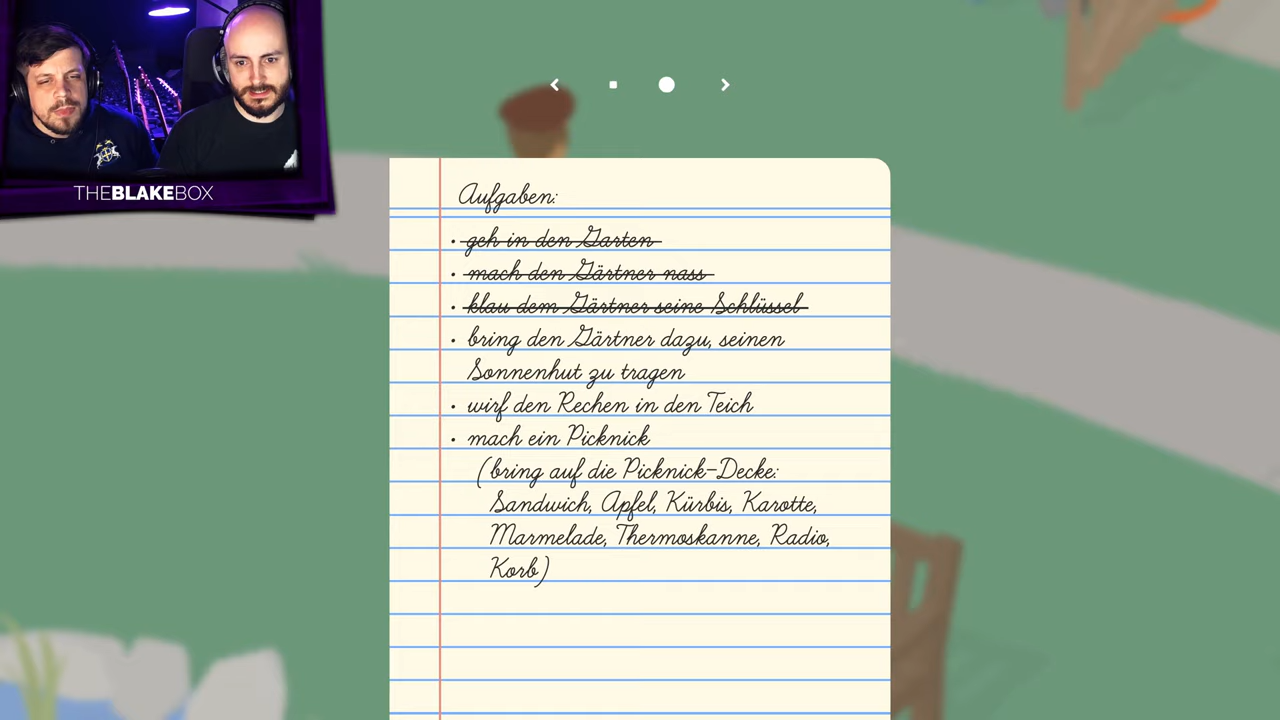 THEBLAKEBOX
Aufgaben:
• geh in den Garten
• mach den Gärtner nass
• klau dem Gärtner seine Schlüssel
• bring den Gärtner dazu, seinen
Sonnenhut zu tragen
• wirf den Rechen in den Teich
• mach ein Picknick
(bring auf die Picknick-Decke:
Sandwich, Apfel, Kürbis, Karotte,
Marmelade, Thermoskanne, Radio,
Korb)